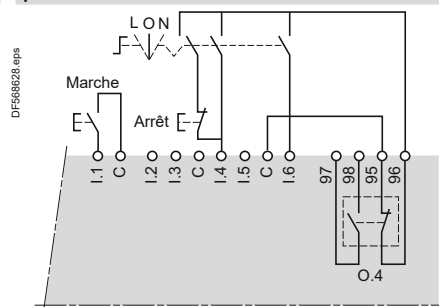 L O N
DF568628.eps
Marche
Arrêt
I.1 C I.2 I.3 C I.4 I.5 C I.6 97 98 95 96
O.4